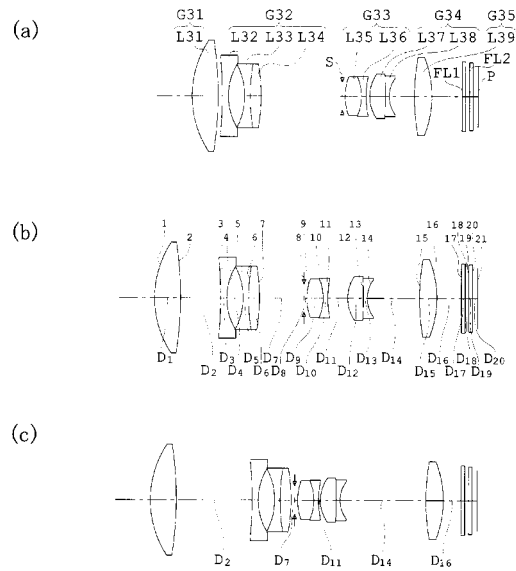 (a)
G31 G32 G33 G34 G35
L31 L32 L33 L34 L35 L36 L37 L38 L39
S FL1 FL2 P
(b)
1 2 3 4 5 6 7 8 9 10 11 12 13 14 15 16 17 18 19 20 21
D1 D2 D3 D4 D5 D6 D7 D8 D9 D10 D11 D12 D13 D14 D15 D16 D17 D18 D19 D20
(c)
D2 D7 D11 D14 D16